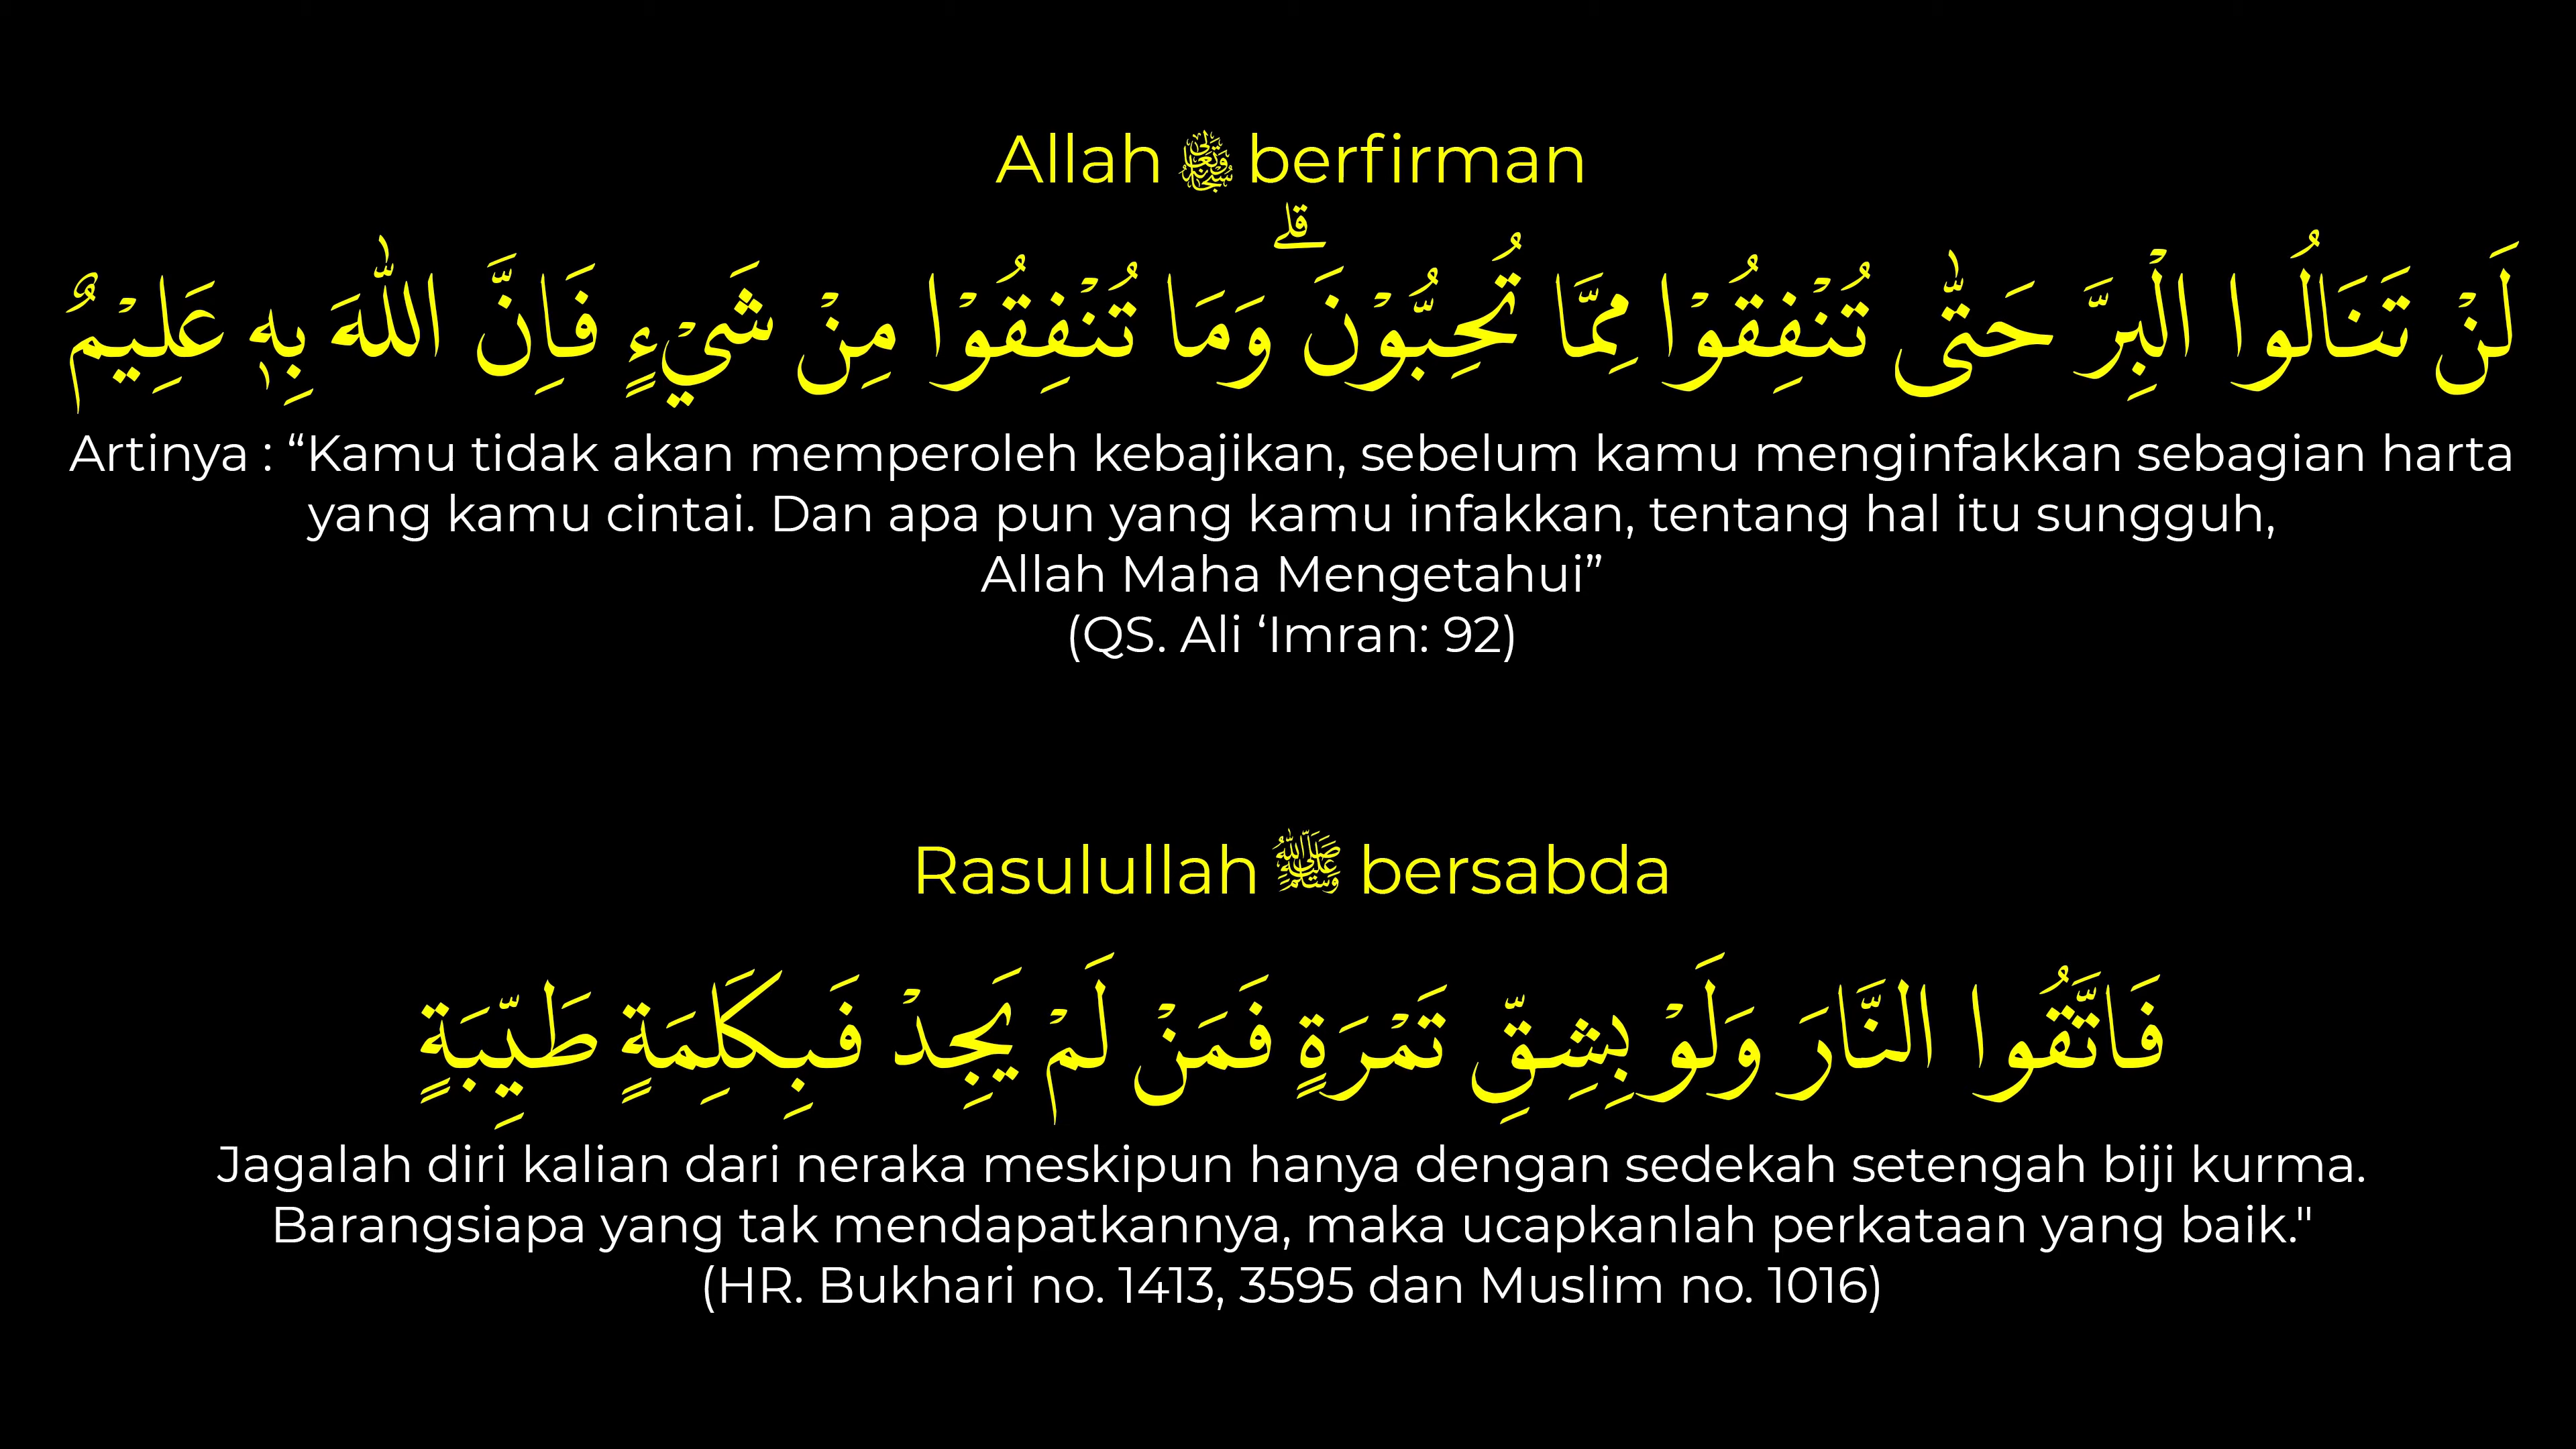 Allah سبحانه وتعالى berfirman
لَنْ تَنَالُوا الْبِرَّ حَتّٰى تُنْفِقُوْا مِمَّا تُحِبُّوْنَ ۗوَمَا تُنْفِقُوْا مِنْ شَيْءٍ فَاِنَّ اللّٰهَ بِهٖ عَلِيْمٌ
Artinya : “Kamu tidak akan memperoleh kebajikan, sebelum kamu menginfakkan sebagian harta
yang kamu cintai. Dan apa pun yang kamu infakkan, tentang hal itu sungguh,
Allah Maha Mengetahui”
(QS. Ali ‘Imran: 92)
Rasulullah ﷺ bersabda
فَاتَّقُوا النَّارَ وَلَوْ بِشِقِّ تَمْرَةٍ فَمَنْ لَمْ يَجِدْ فَبِكَلِمَةٍ طَيِّبَةٍ
Jagalah diri kalian dari neraka meskipun hanya dengan sedekah setengah biji kurma.
Barangsiapa yang tak mendapatkannya, maka ucapkanlah perkataan yang baik."
(HR. Bukhari no. 1413, 3595 dan Muslim no. 1016)